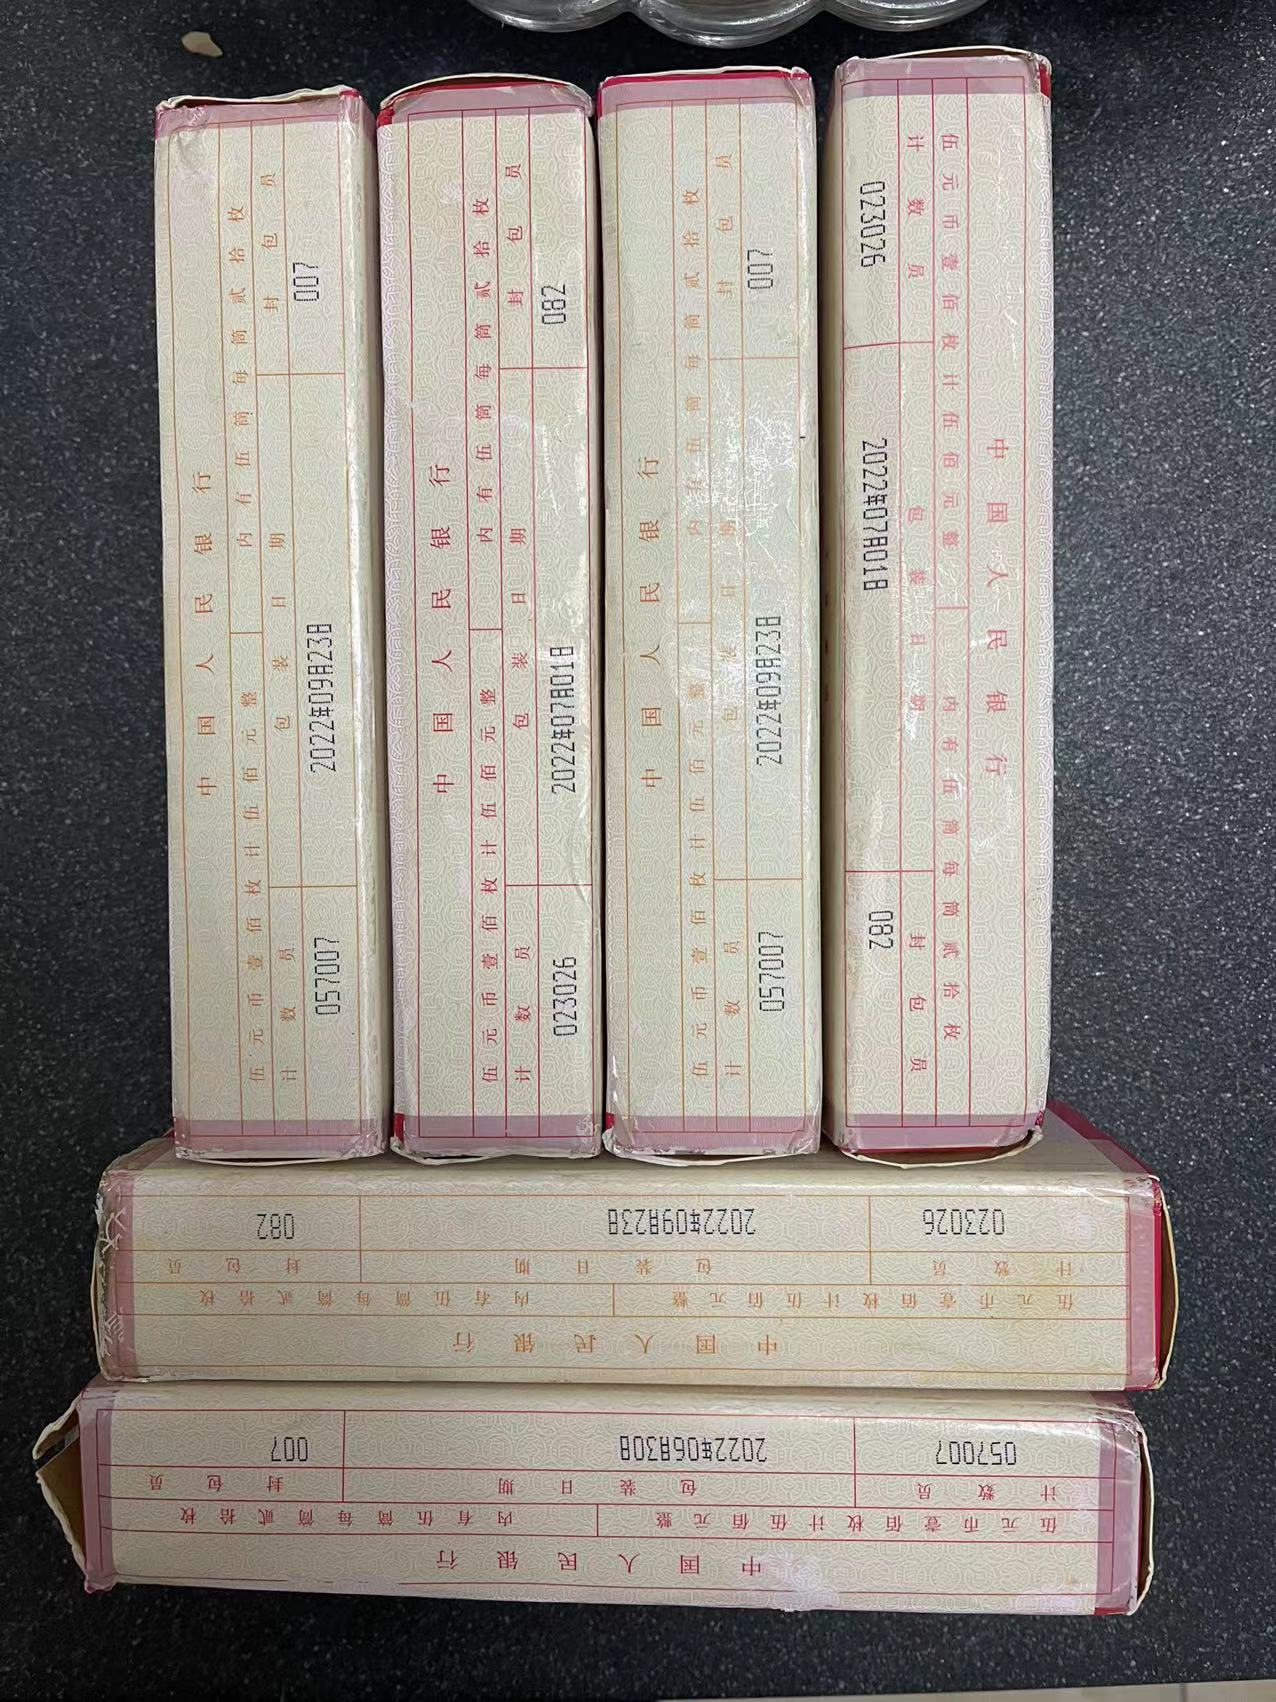 中国人民银行
伍元币壹佰枚计伍佰元整 内有伍筒每筒贰拾枚
计数员 包装日期 封包员
057007 2022年09月23日 007
中国人民银行
伍元币壹佰枚计伍佰元整 内有伍筒每筒贰拾枚
计数员 包装日期 封包员
023026 2022年07月01日 082
中国人民银行
伍元币壹佰枚计伍佰元整 内有伍筒每筒贰拾枚
计数员 包装日期 封包员
057007 2022年09月23日 007
中国人民银行
伍元币壹佰枚计伍佰元整 内有伍筒每筒贰拾枚
计数员 包装日期 封包员
023026 2022年07月01日 082
中国人民银行
伍元币壹佰枚计伍佰元整 内有伍筒每筒贰拾枚
计数员 包装日期 封包员
023026 2022年09月23日 082
中国人民银行
伍元币壹佰枚计伍佰元整 内有伍筒每筒贰拾枚
计数员 包装日期 封包员
057007 2022年06月30日 007